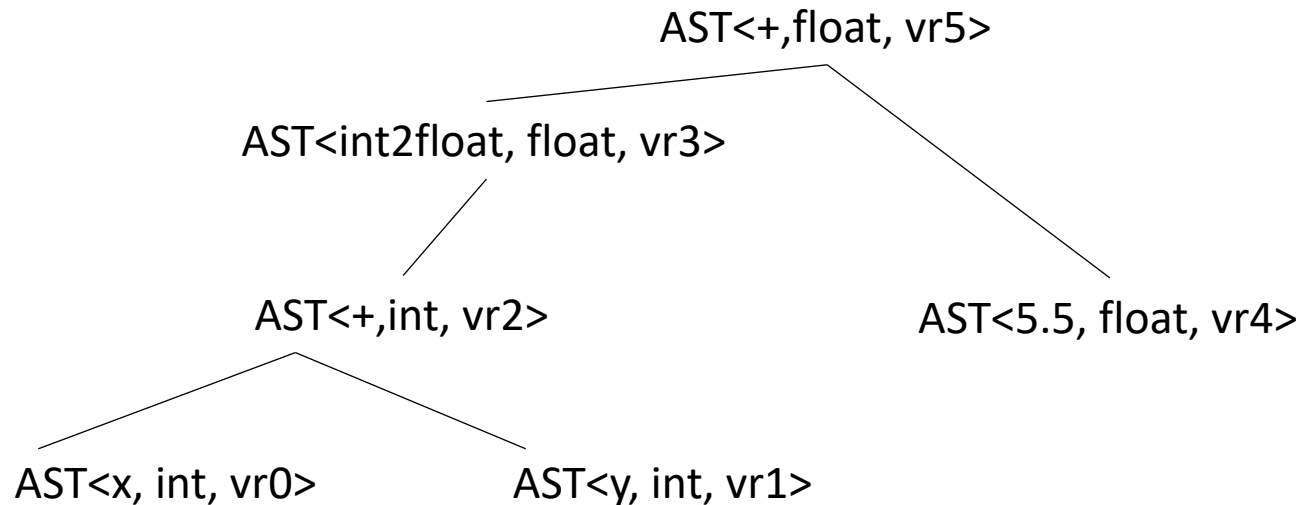 AST<+,float, vr5>
AST<int2float, float, vr3>
AST<+,int, vr2>
AST<5.5, float, vr4>
AST<x, int, vr0>
AST<y, int, vr1>